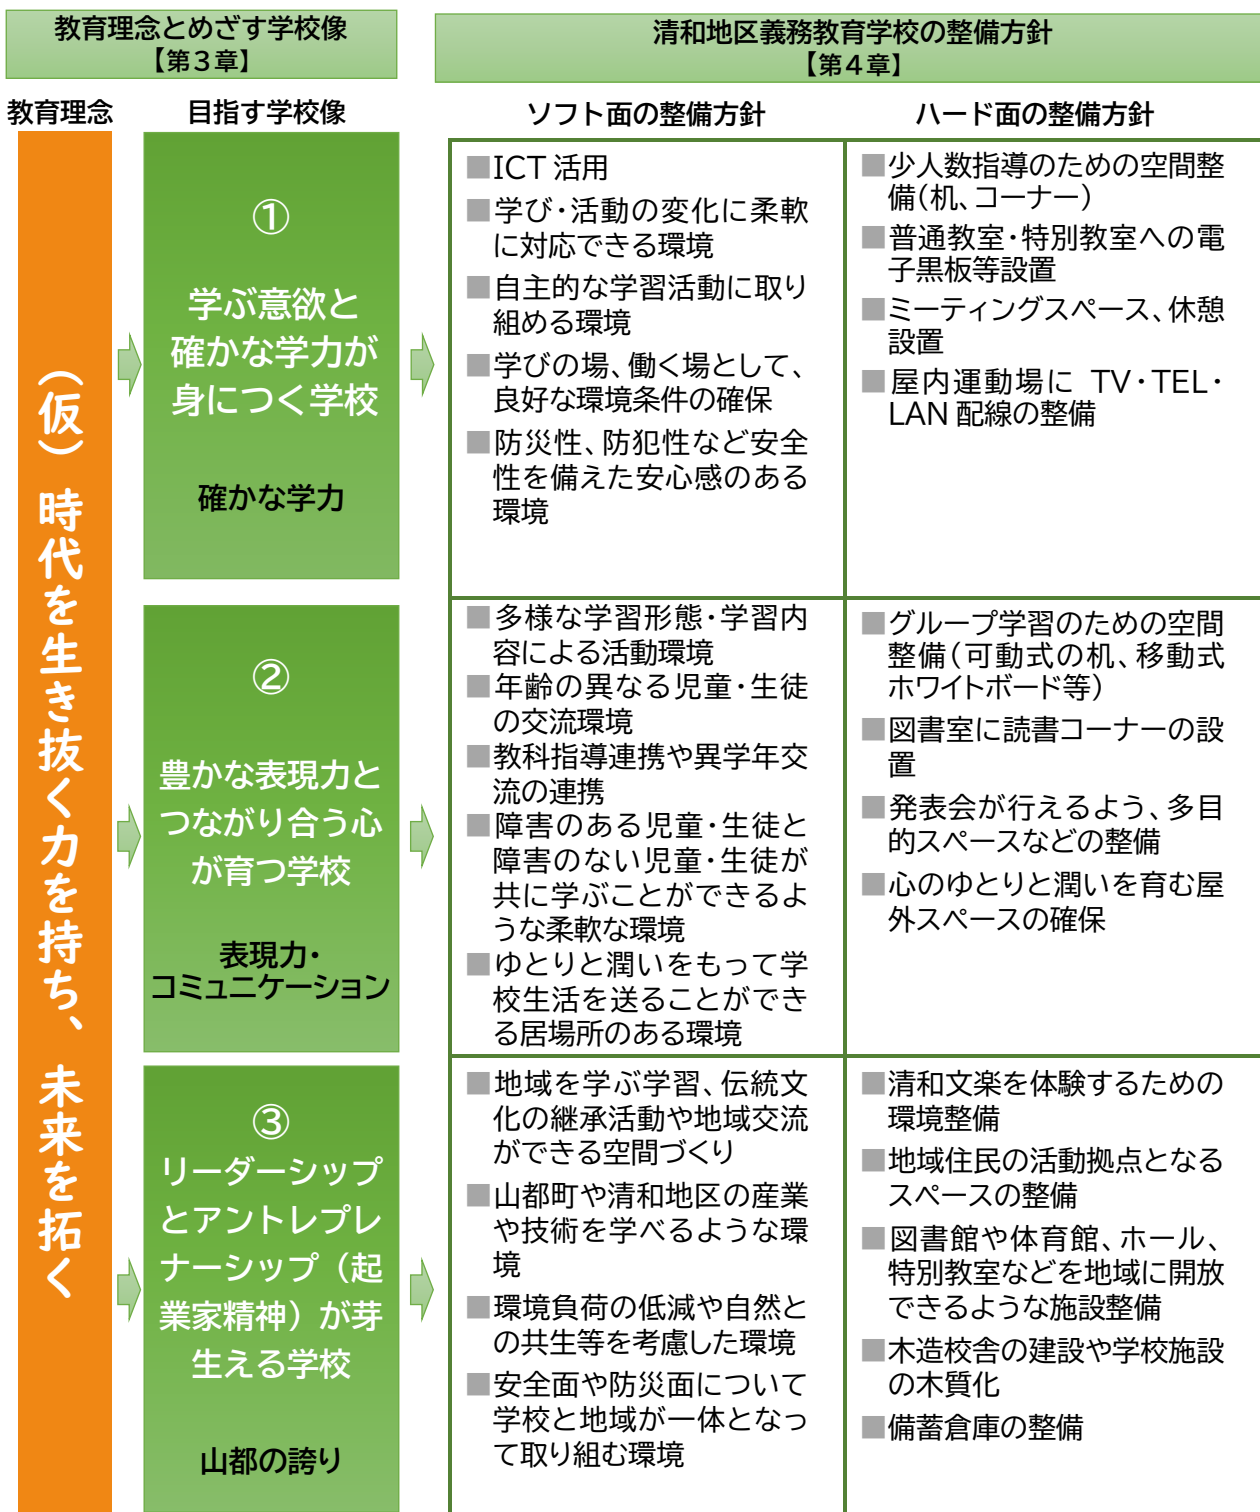 教育理念とめざす学校像
【第３章】
清和地区義務教育学校の整備方針
【第４章】
教育理念
目指す学校像
ソフト面の整備方針
ハード面の整備方針
（仮）時代を生き抜く力を持ち、未来を拓く
①
学ぶ意欲と
確かな学力が
身につく学校
確かな学力
■ICT 活用
■学び・活動の変化に柔軟
に対応できる環境
■自主的な学習活動に取り
組める環境
■学びの場、働く場として、
良好な環境条件の確保
■防災性、防犯性など安全
性を備えた安心感のある
環境
■少人数指導のための空間整
備（机、コーナー）
■普通教室・特別教室への電
子黒板等設置
■ミーティングスペース、休憩
設置
■屋内運動場に TV・TEL・
LAN 配線の整備
②
豊かな表現力と
つながり合う心
が育つ学校
表現力・
コミュニケーション
■多様な学習形態・学習内
容による活動環境
■年齢の異なる児童・生徒
の交流環境
■教科指導連携や異学年交
流の連携
■障害のある児童・生徒と
障害のない児童・生徒が
共に学ぶことができるよ
うな柔軟な環境
■ゆとりと潤いをもって学
校生活を送ることができ
る居場所のある環境
■グループ学習のための空間
整備（可動式の机、移動式
ホワイトボード等）
■図書室に読書コーナーの設
置
■発表会が行えるよう、多目
的スペースなどの整備
■心のゆとりと潤いを育む屋
外スペースの確保
③
リーダーシップ
とアントレプレ
ナーシップ（起
業家精神）が芽
生える学校
山都の誇り
■地域を学ぶ学習、伝統文
化の継承活動や地域交流
ができる空間づくり
■山都町や清和地区の産業
や技術を学べるような環
境
■環境負荷の低減や自然と
の共生等を考慮した環境
■安全面や防災面について
学校と地域が一体となっ
て取り組む環境
■清和文楽を体験するための
環境整備
■地域住民の活動拠点となる
スペースの整備
■図書館や体育館、ホール、
特別教室などを地域に開放
できるような施設整備
■木造校舎の建設や学校施設
の木質化
■備蓄倉庫の整備